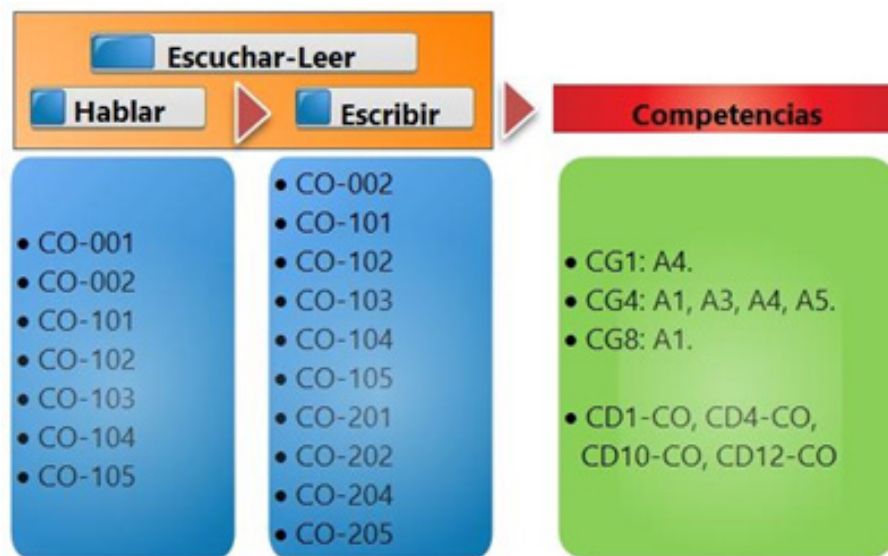 Escuchar-Leer
Hablar
Escribir
Competencias
• CO-001
• CO-002
• CO-101
• CO-102
• CO-103
• CO-104
• CO-105
• CO-002
• CO-101
• CO-102
• CO-103
• CO-104
• CO-105
• CO-201
• CO-202
• CO-204
• CO-205
• CG1: A4.
• CG4: A1, A3, A4, A5.
• CG8: A1.
• CD1-CO, CD4-CO,
CD10-CO, CD12-CO